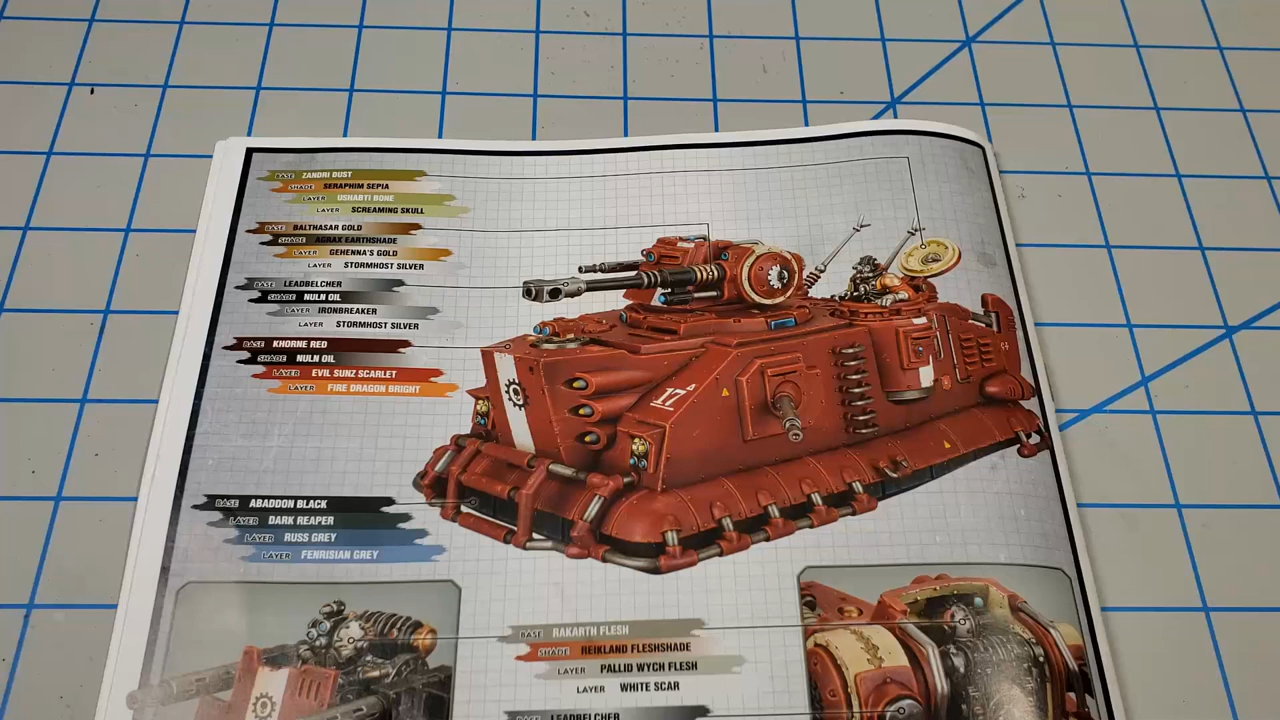 BASE ZANDRI DUST
SHADE SERAPHIM SEPIA
LAYER USHABTI BONE
LAYER SCREAMING SKULL
BASE BALTHASAR GOLD
SHADE AGRAX EARTHSHADE
LAYER GEHENNA'S GOLD
LAYER STORMHOST SILVER
BASE LEADBELCHER
SHADE NULN OIL
LAYER IRONBREAKER
LAYER STORMHOST SILVER
BASE KHORNE RED
SHADE NULN OIL
LAYER EVIL SUNZ SCARLET
LAYER FIRE DRAGON BRIGHT
17
BASE ABADDON BLACK
LAYER DARK REAPER
LAYER RUSS GREY
LAYER FENRISIAN GREY
BASE RAKARTH FLESH
SHADE REIKLAND FLESHSHADE
LAYER PALLID WYCH FLESH
LAYER WHITE SCAR
BASE LEADBELCHER